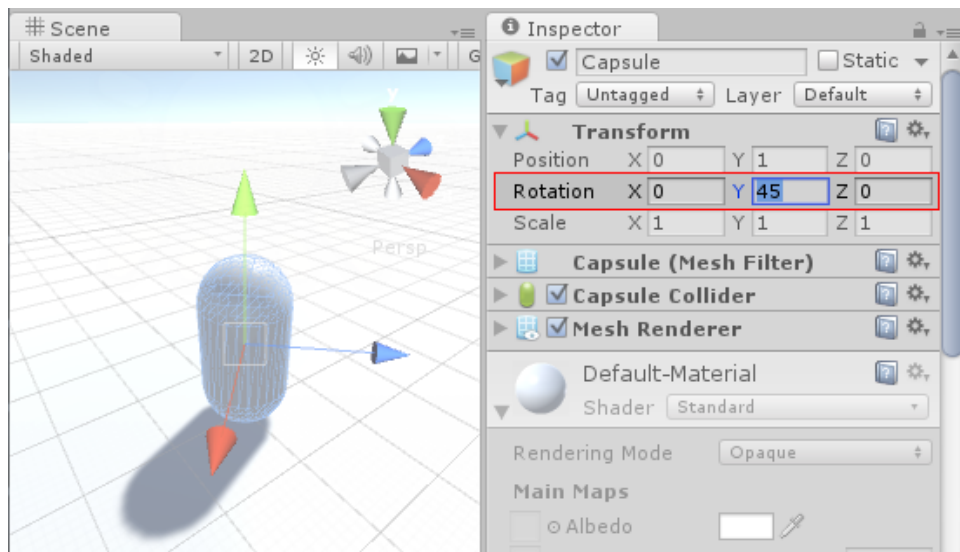 Scene
Inspector
Shaded 2D G
Capsule Static
Tag Untagged Layer Default
Transform
Position X 0 Y 1 Z 0
Rotation X 0 Y 45 Z 0
Scale X 1 Y 1 Z 1
y
Persp
Capsule (Mesh Filter)
Capsule Collider
Mesh Renderer
Default-Material
Shader Standard
Rendering Mode Opaque
Main Maps
Albedo